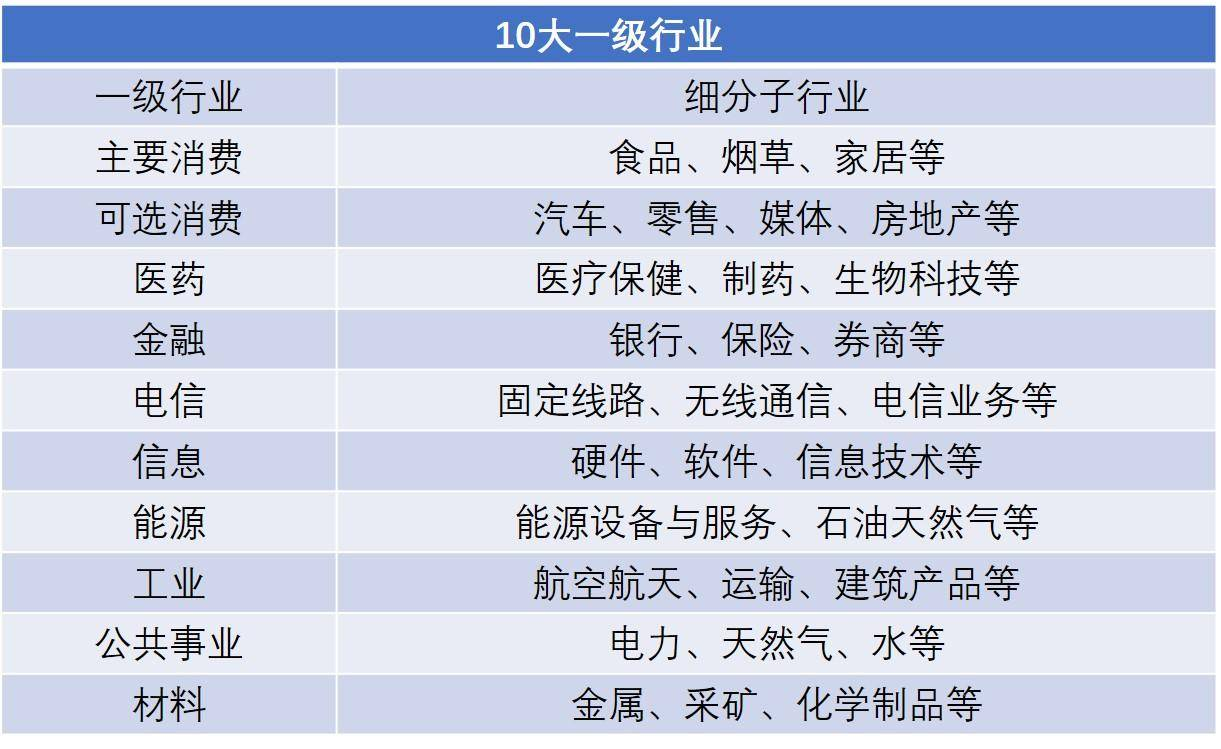 10大一级行业
一级行业 细分子行业
主要消费 食品、烟草、家居等
可选消费 汽车、零售、媒体、房地产等
医药 医疗保健、制药、生物科技等
金融 银行、保险、券商等
电信 固定线路、无线通信、电信业务等
信息 硬件、软件、信息技术等
能源 能源设备与服务、石油天然气等
工业 航空航天、运输、建筑产品等
公共事业 电力、天然气、水等
材料 金属、采矿、化学制品等